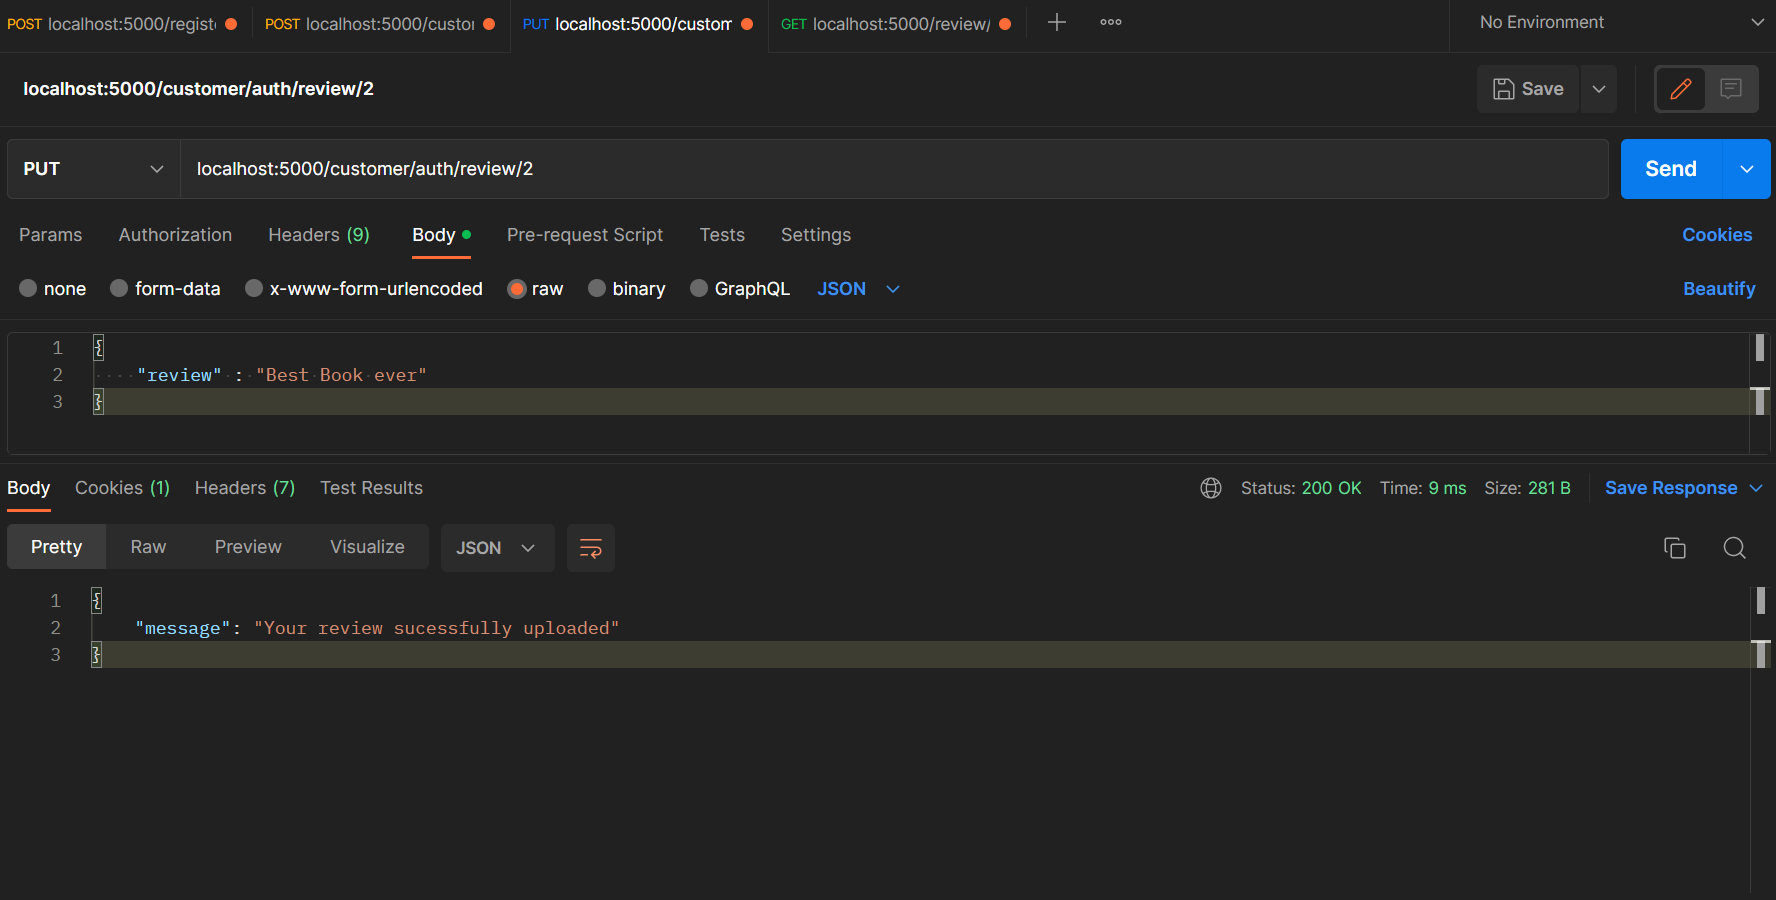 POST localhost:5000/regist POST localhost:5000/custor PUT localhost:5000/custom GET localhost:5000/review/ No Environment
localhost:5000/customer/auth/review/2 Save
PUT localhost:5000/customer/auth/review/2 Send
Params Authorization Headers (9) Body Pre-request Script Tests Settings Cookies
none form-data x-www-form-urlencoded raw binary GraphQL JSON Beautify
1 {
2 "review" : "Best Book ever"
3 }
Body Cookies (1) Headers (7) Test Results Status: 200 OK Time: 9 ms Size: 281 B Save Response
Pretty Raw Preview Visualize JSON
1 {
2 "message": "Your review sucessfully uploaded"
3 }